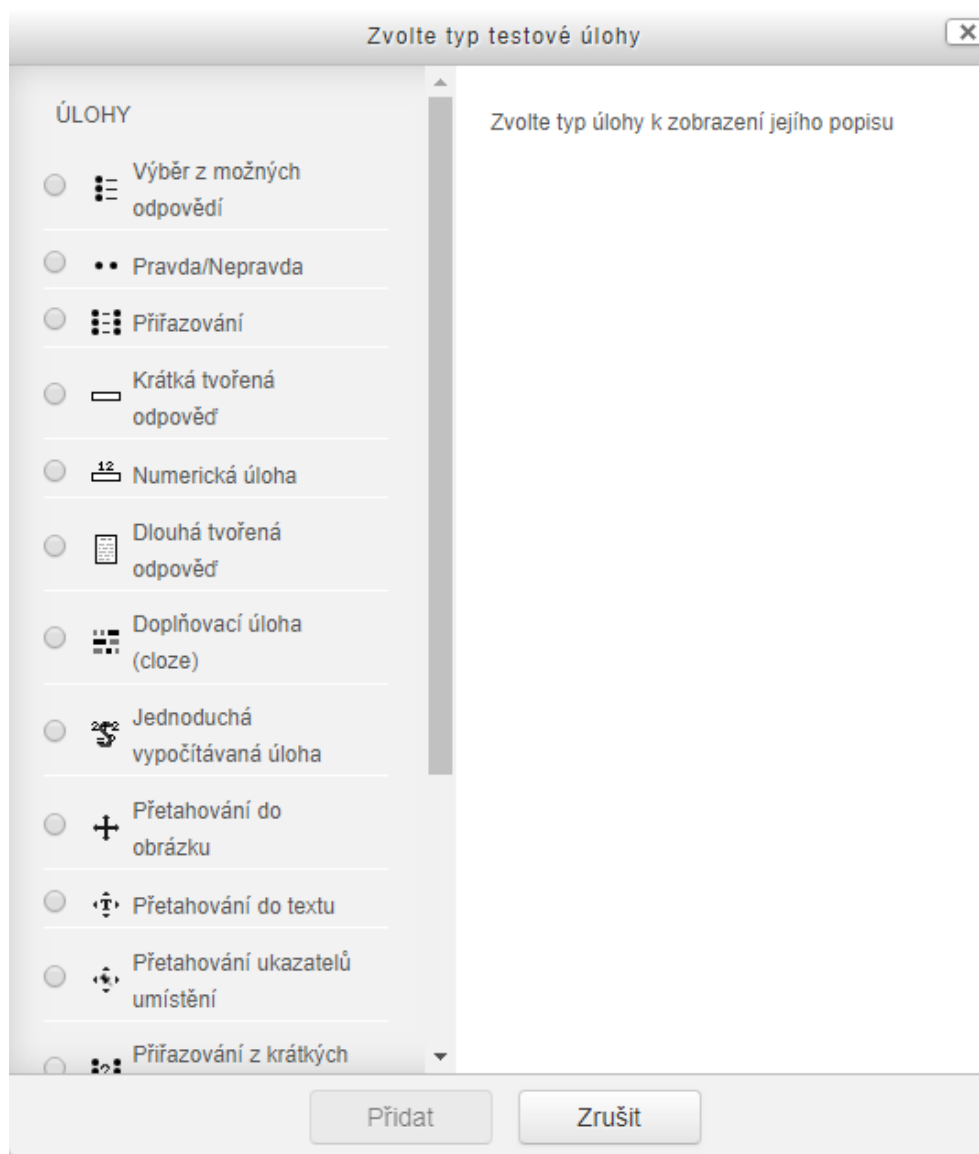 Zvolte typ testové úlohy
ÚLOHY
Zvolte typ úlohy k zobrazení jejího popisu
Výběr z možných
odpovědí
Pravda/Nepravda
Přiřazování
Krátká tvořená
odpověď
12
Numerická úloha
Dlouhá tvořená
odpověď
Doplňovací úloha
(cloze)
Jednoduchá
vypočítávaná úloha
Přetahování do
obrázku
Přetahování do textu
Přetahování ukazatelů
umístění
Přiřazování z krátkých
Přidat
Zrušit